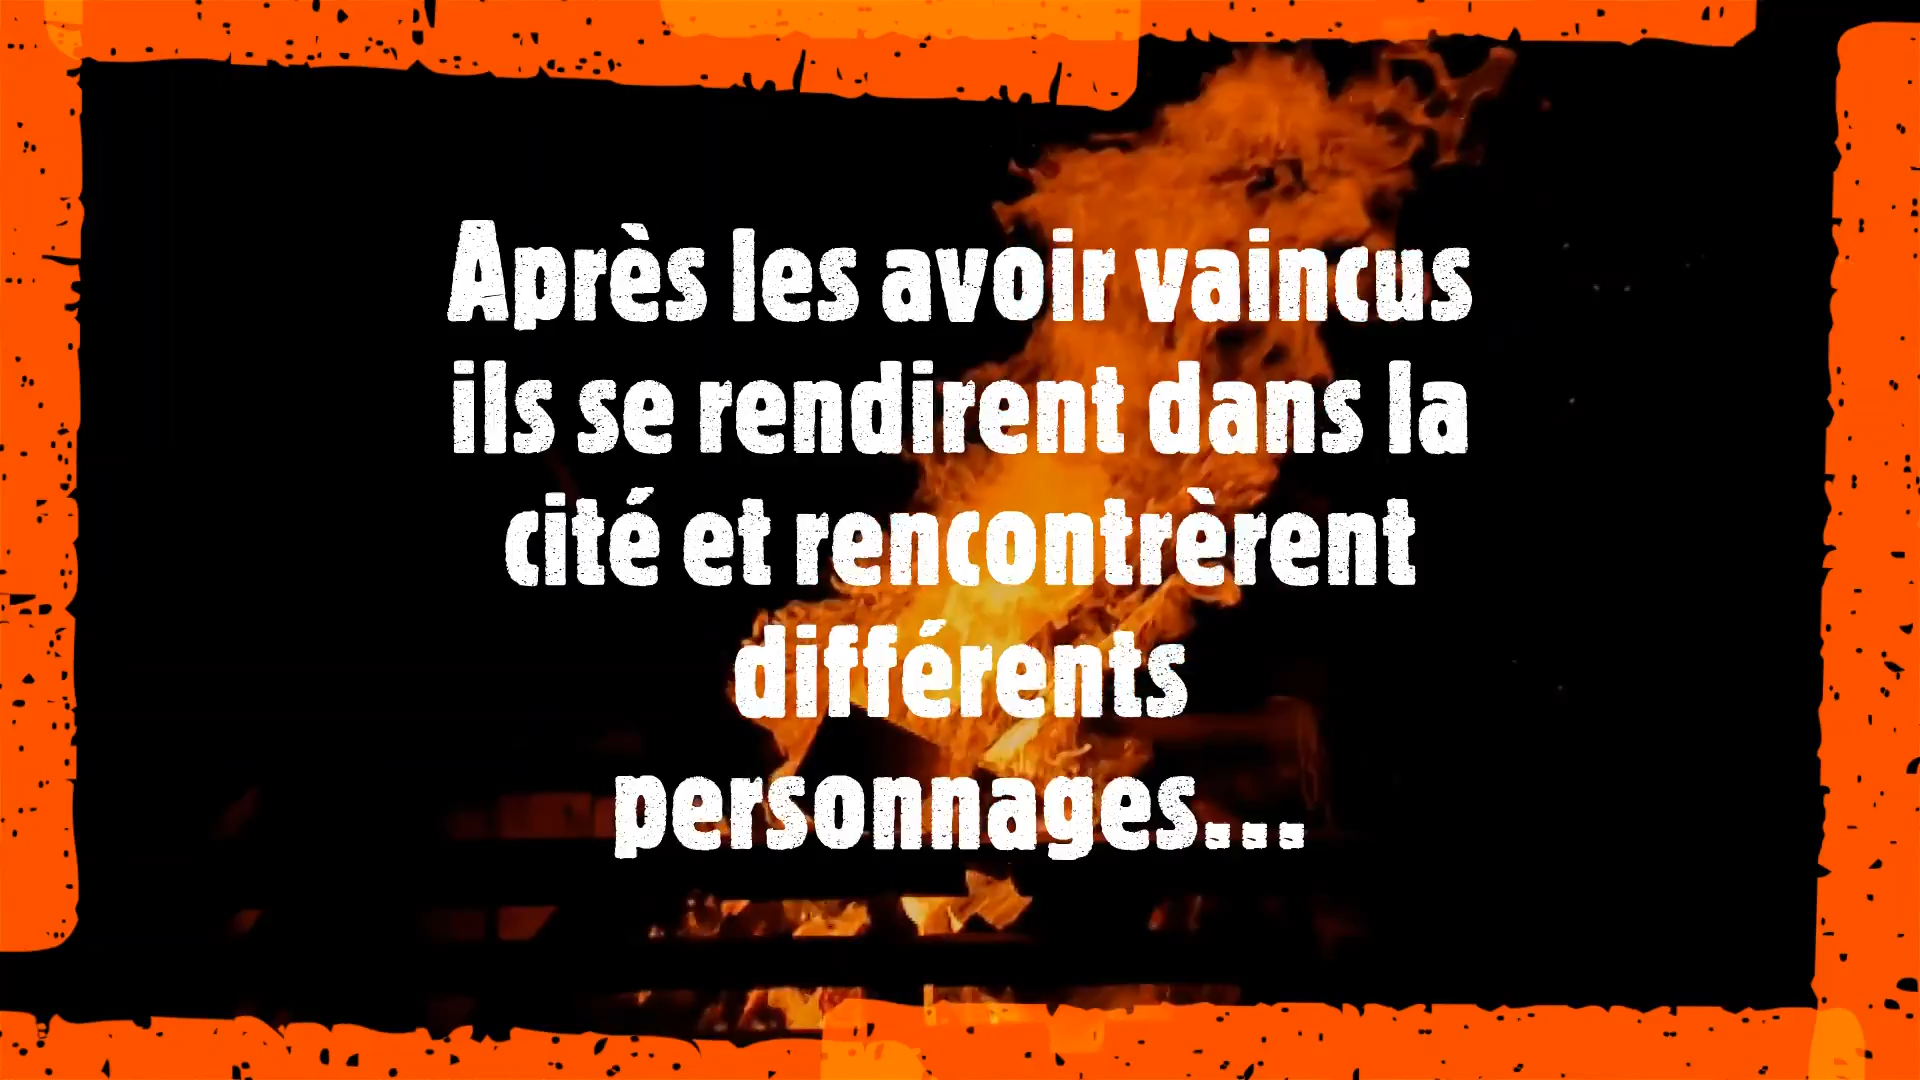 Après les avoir vaincus
ils se rendirent dans la
cité et rencontrèrent
différents
personnages...